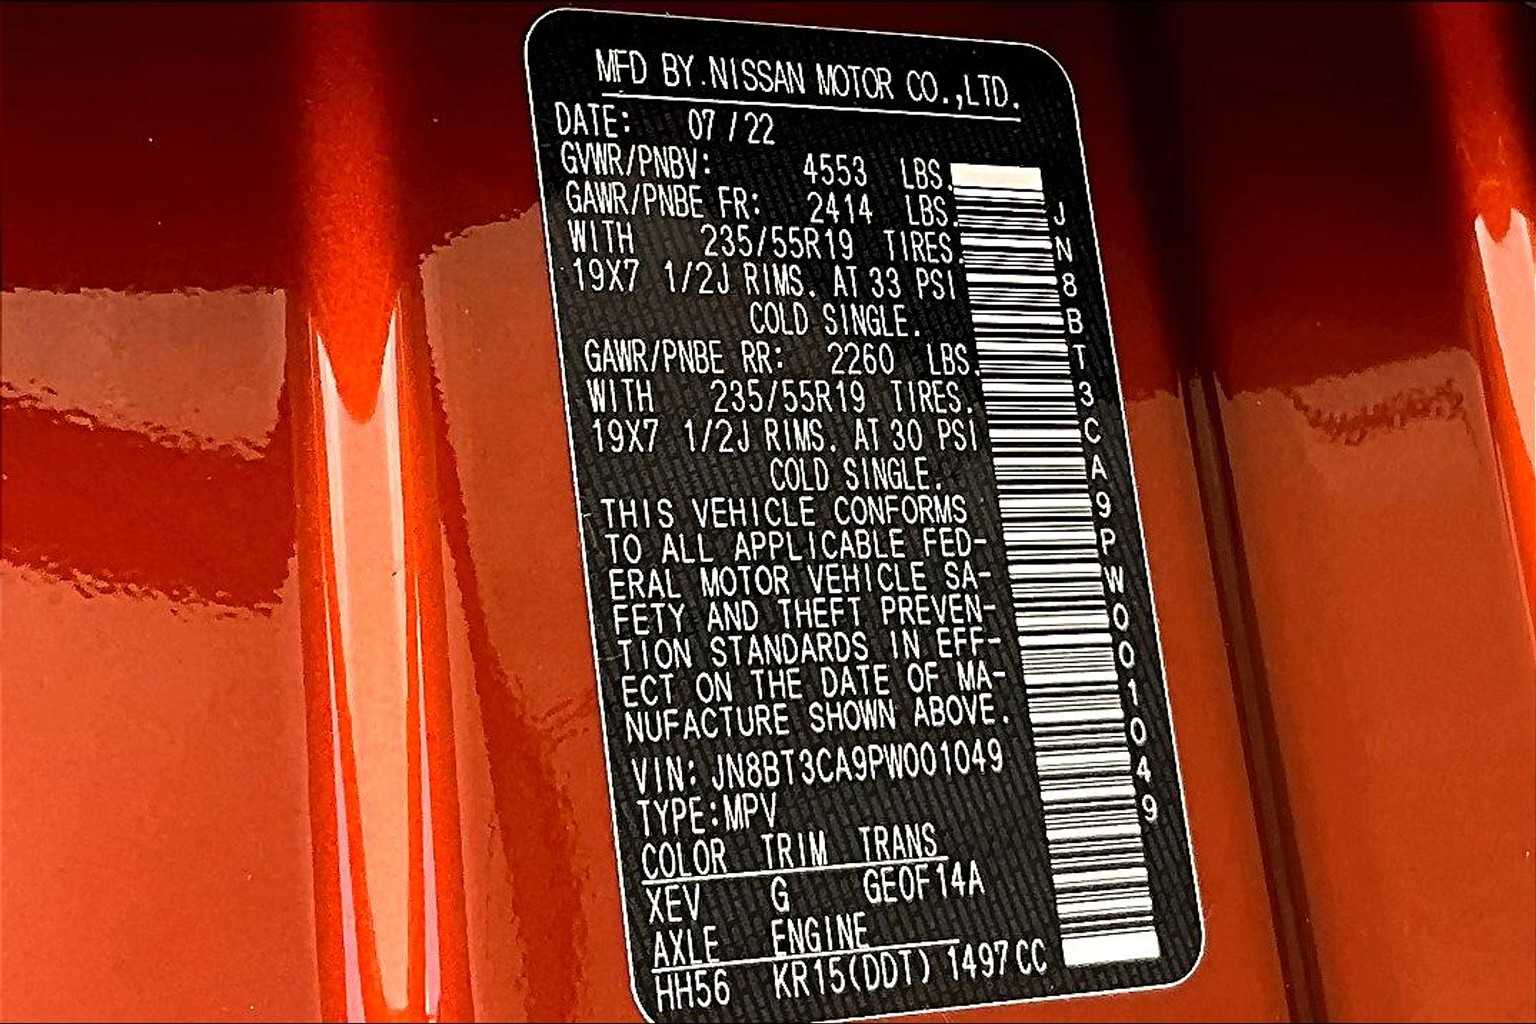 MFD BY.NISSAN MOTOR CO.,LTD.
DATE: 07/22
GVWR/PNBV: 4553 LBS.
GAWR/PNBE FR: 2414 LBS.
WITH 235/55R19 TIRES.
19X7 1/2J RIMS. AT 33 PSI
COLD SINGLE.
GAWR/PNBE RR: 2260 LBS.
WITH 235/55R19 TIRES.
19X7 1/2J RIMS. AT 30 PSI
COLD SINGLE.
THIS VEHICLE CONFORMS
TO ALL APPLICABLE FED-
ERAL MOTOR VEHICLE SA-
FETY AND THEFT PREVEN-
TION STANDARDS IN EFF-
ECT ON THE DATE OF MA-
NUFACTURE SHOWN ABOVE.
VIN: JN8BT3CA9PW001049
TYPE:MPV
COLOR TRIM TRANS
XEV G GE0F14A
AXLE ENGINE
HH56 KR15(DDT) 1497CC
JN8BT3CA9PW001049